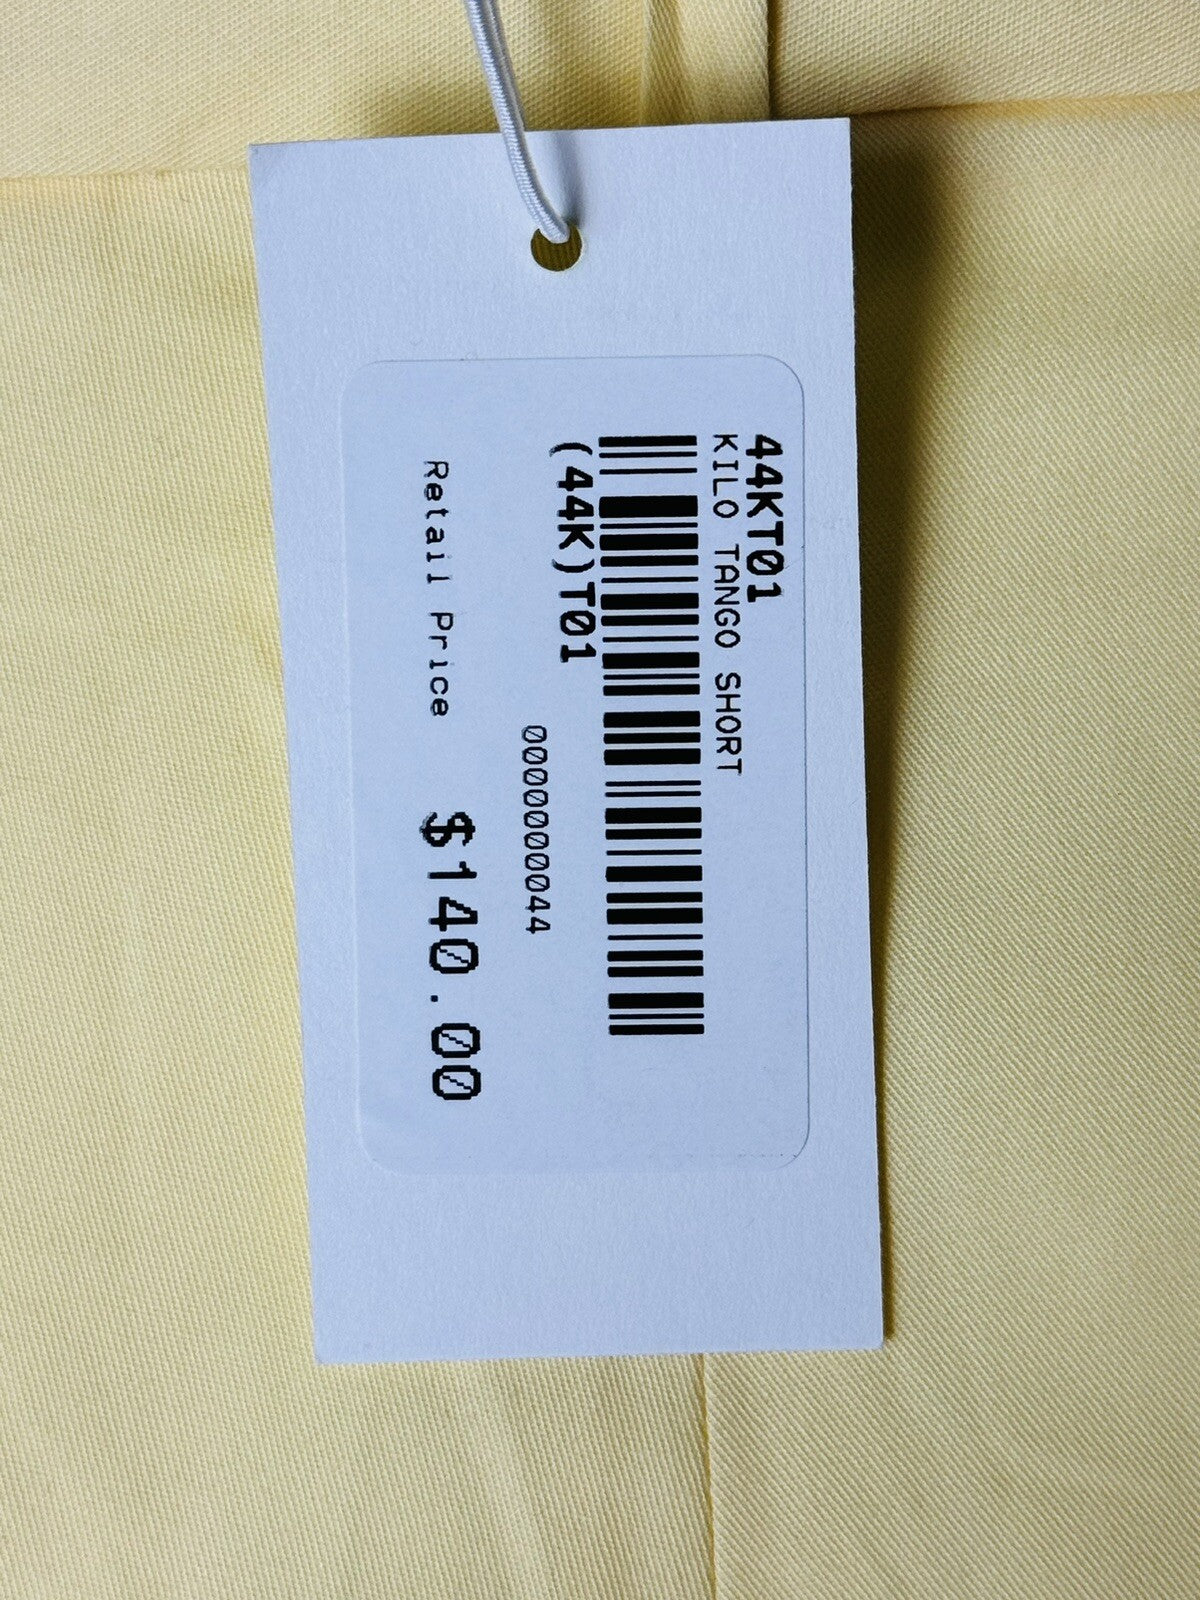 44KT01
KILO TANGO SHORT
(44K)T01
0000000044
Retail Price $140.00